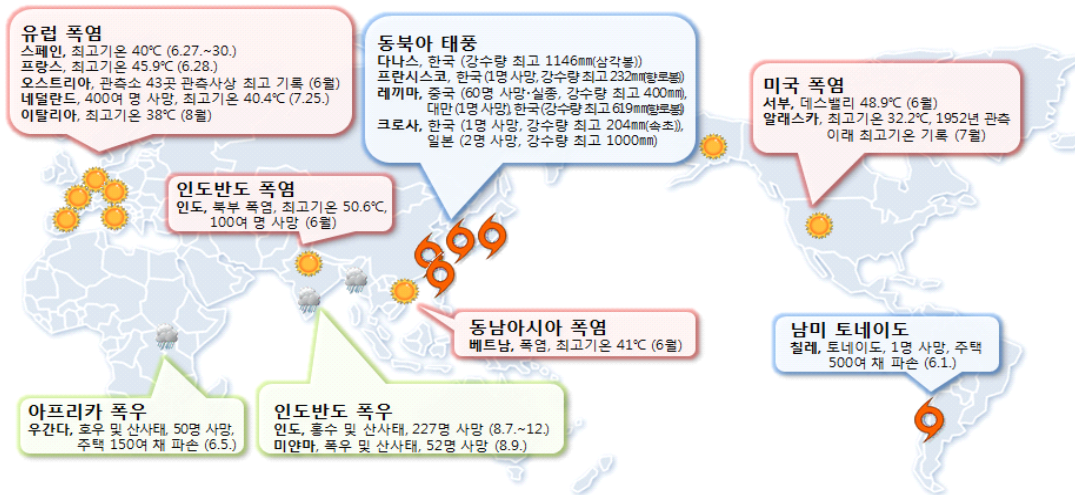 유럽 폭염
스페인, 최고기온 40℃ (6.27.~30.)
프랑스, 최고기온 45.9℃ (6.28.)
오스트리아, 관측소 43곳 관측사상 최고 기록 (6월)
네덜란드, 400여 명 사망, 최고기온 40.4℃ (7.25.)
이탈리아, 최고기온 38℃ (8월)
동북아 태풍
다나스, 한국 (강수량 최고 1146㎜(삼각봉))
프란시스코, 한국(1명 사망, 강수량 최고 232㎜(향로봉)
레끼마, 중국 (60명 사망·실종, 강수량 최고 400㎜),
대만 (1명 사망), 한국(강수량 최고 619㎜(향로봉)
크로사, 한국 (1명 사망, 강수량 최고 204㎜(속초)),
일본 (2명 사망, 강수량 최고 1000㎜)
미국 폭염
서부, 데스밸리 48.9℃ (6월)
알래스카, 최고기온 32.2℃, 1952년 관측
이래 최고기온 기록 (7월)
인도반도 폭염
인도, 북부 폭염, 최고기온 50.6℃,
100여 명 사망 (6월)
동남아시아 폭염
베트남, 폭염, 최고기온 41℃ (6월)
남미 토네이도
칠레, 토네이도, 1명 사망, 주택
500여 채 파손 (6.1.)
아프리카 폭우
우간다, 호우 및 산사태, 50명 사망,
주택 150여 채 파손 (6.5.)
인도반도 폭우
인도, 홍수 및 산사태, 227명 사망 (8.7.~12.)
미얀마, 폭우 및 산사태, 52명 사망 (8.9.)